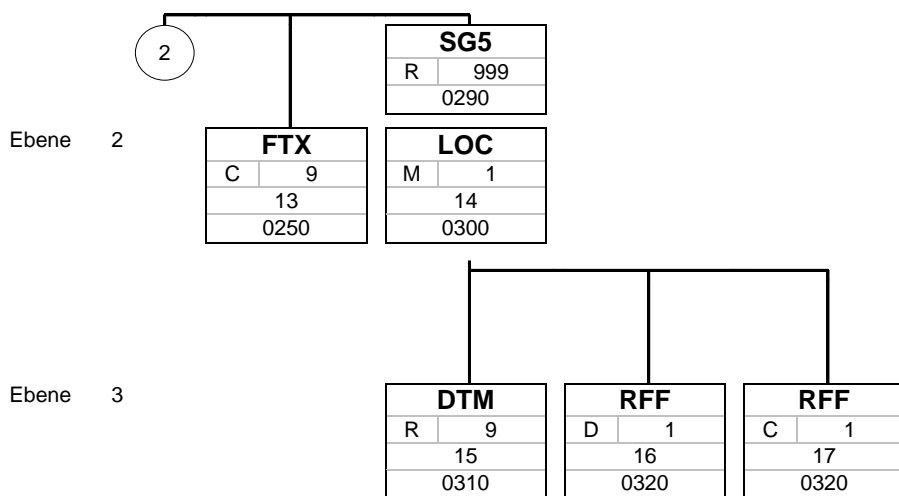 2
SG5
R 999
0290
Ebene 2
FTX
C 9
13
0250
LOC
M 1
14
0300
Ebene 3
DTM
R 9
15
0310
RFF
D 1
16
0320
RFF
C 1
17
0320